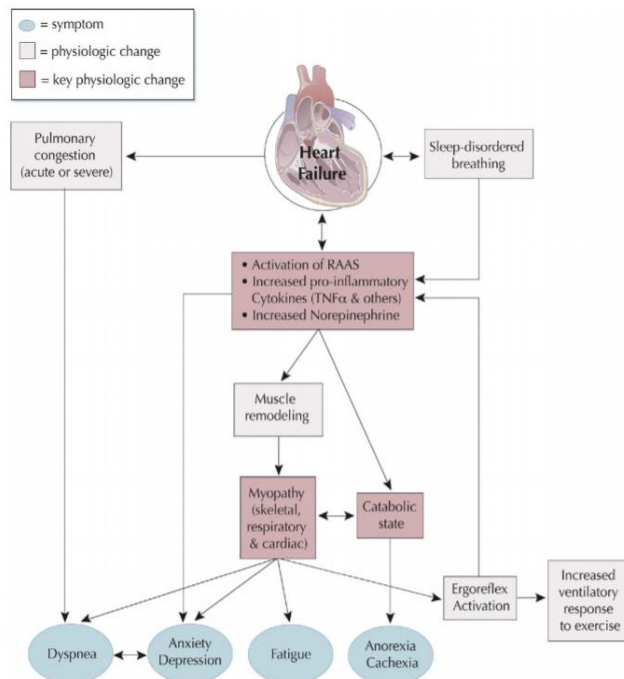 = symptom
= physiologic change
= key physiologic change
Pulmonary
congestion
(acute or severe)
Heart
Failure
Sleep-disordered
breathing
• Activation of RAAS
• Increased pro-inflammatory
Cytokines (TNFα & others)
• Increased Norepinephrine
Muscle
remodeling
Myopathy
(skeletal,
respiratory
& cardiac)
Catabolic
state
Ergoreflex
Activation
Increased
ventilatory
response
to exercise
Dyspnea
Anxiety
Depression
Fatigue
Anorexia
Cachexia